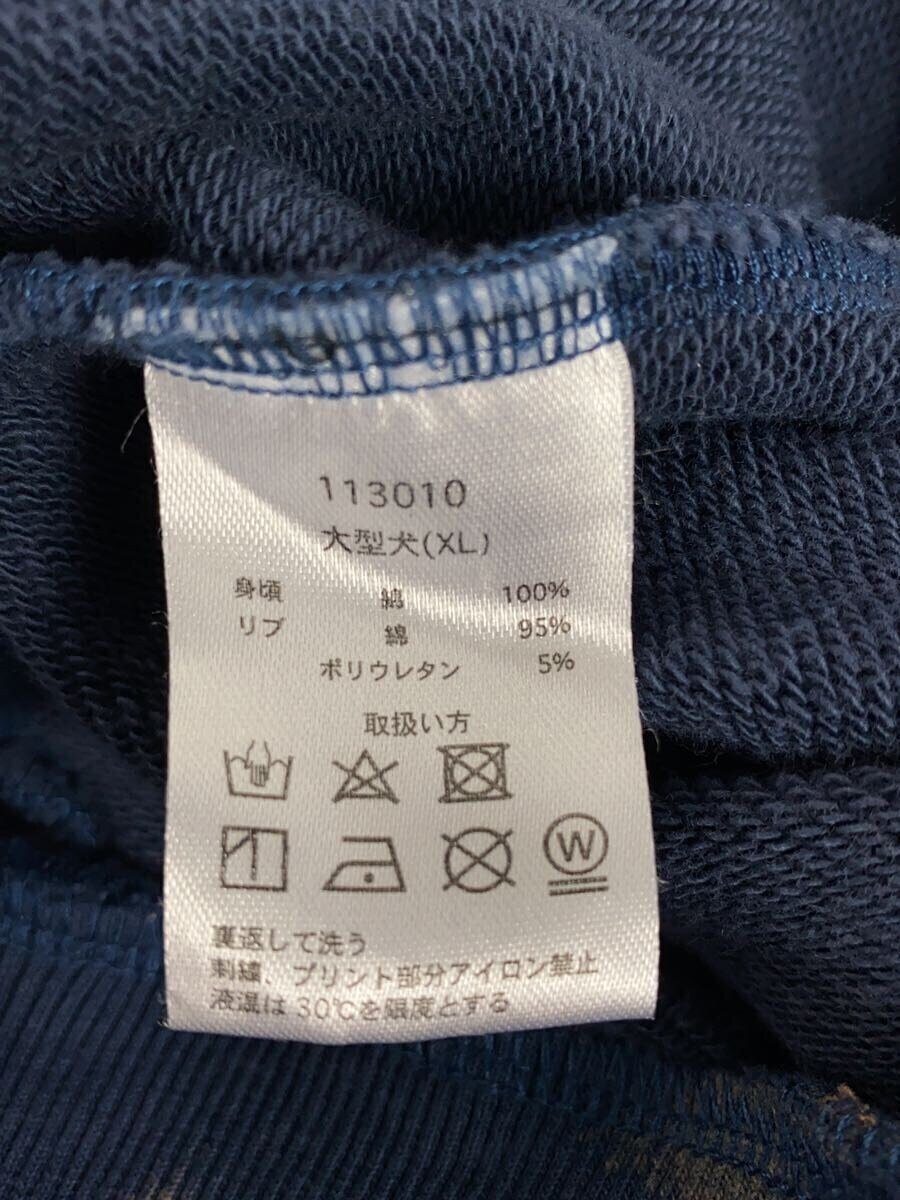 113010
大型犬(XL)
身頃 綿 100%
リブ 綿 95%
ポリウレタン 5%
取扱い方
W
裏返して洗う
刺繍、プリント部分アイロン禁止
液温は 30℃を限度とする